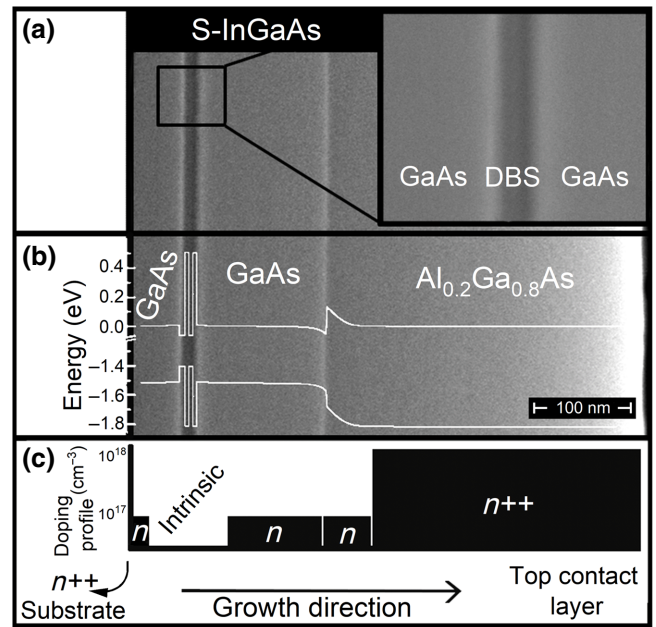 (a)
S-InGaAs
GaAs DBS GaAs
(b)
Energy (eV)
0.4
0.2
0.0
−1.4
−1.6
−1.8
GaAs
GaAs
Al0.2Ga0.8As
100 nm
(c)
Doping
profile (cm−3)
10^18
10^17
n
Intrinsic
n
n
n++
n++
Substrate
Growth direction
Top contact
layer